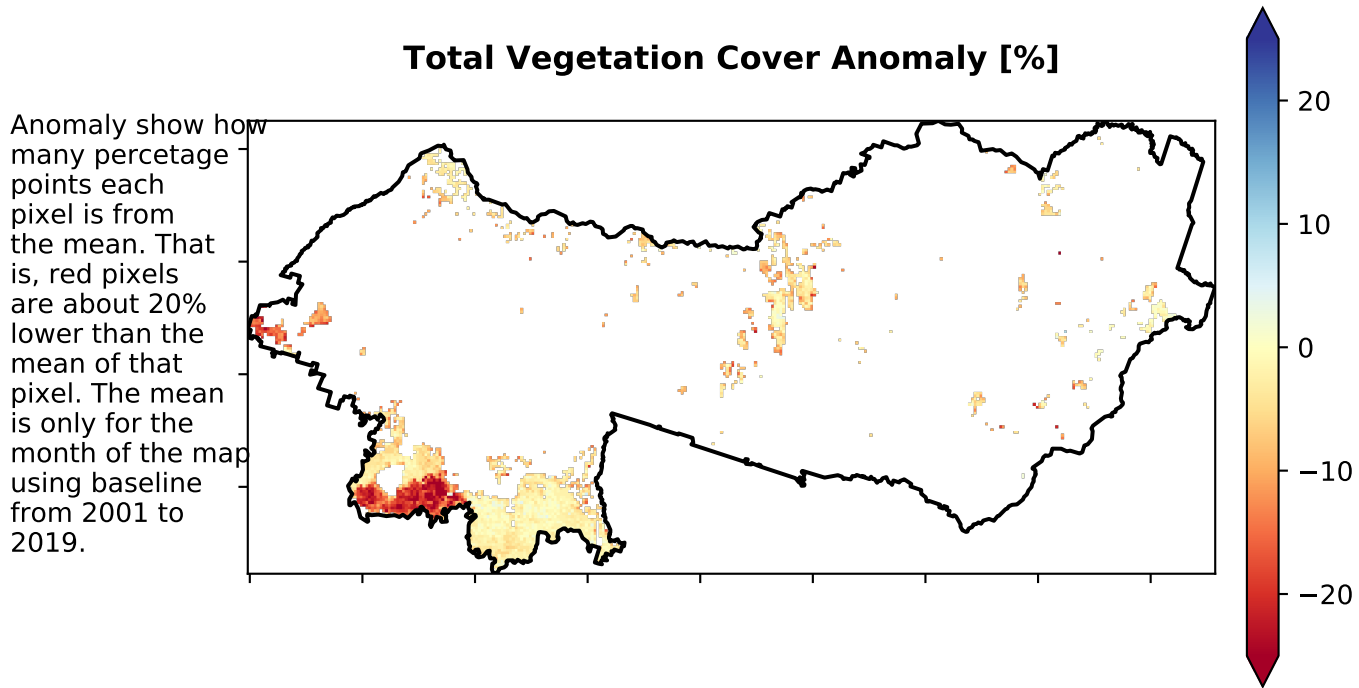 Total Vegetation Cover Anomaly [%]
Anomaly show how
many percetage
points each
pixel is from
the mean. That
is, red pixels
are about 20%
lower than the
mean of that
pixel. The mean
is only for the
month of the map
using baseline
from 2001 to
2019.
20
10
0
−10
−20